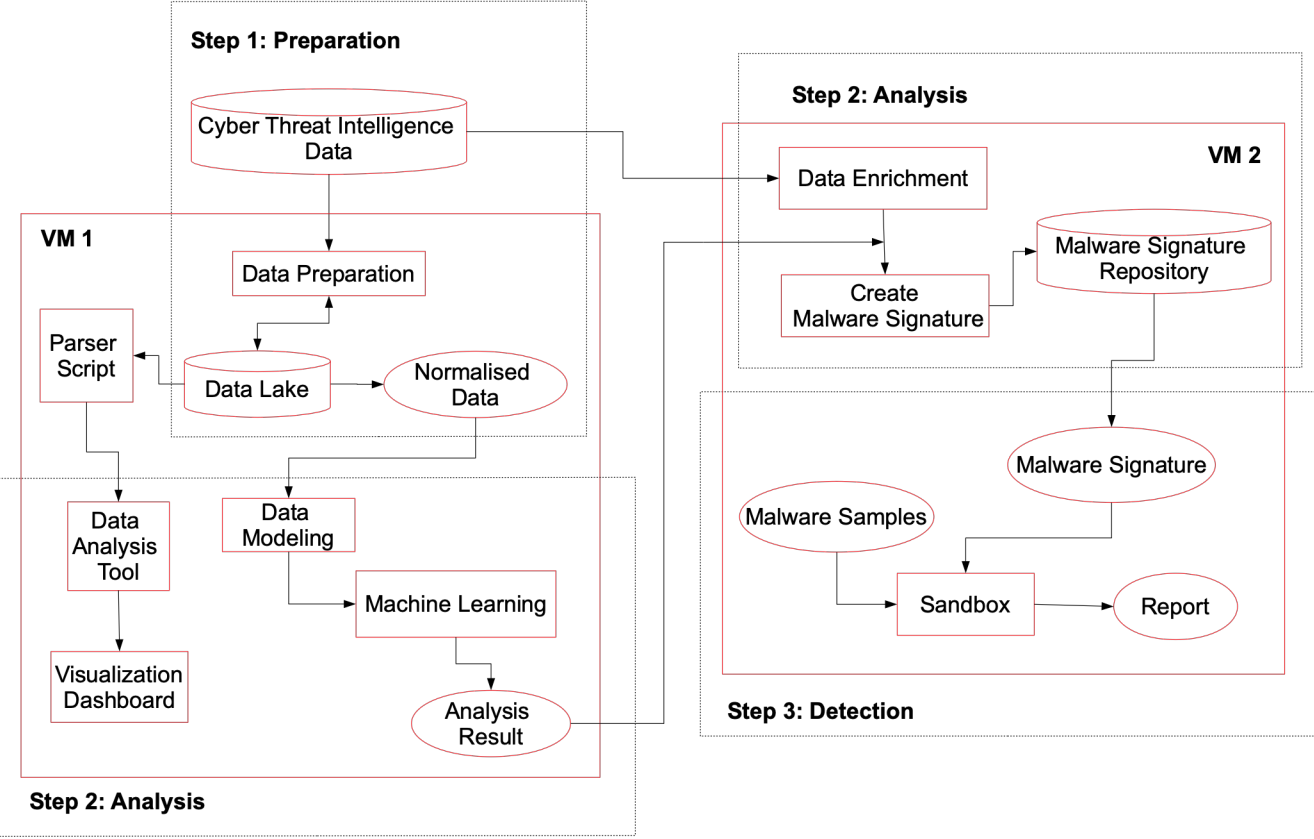 Step 1: Preparation
Cyber Threat Intelligence
Data
VM 1
Data Preparation
Parser
Script
Data Lake
Normalised
Data
Data
Analysis
Tool
Data
Modeling
Machine Learning
Visualization
Dashboard
Analysis
Result
Step 2: Analysis
Step 2: Analysis
VM 2
Data Enrichment
Malware Signature
Repository
Create
Malware Signature
Malware Signature
Malware Samples
Sandbox
Report
Step 3: Detection